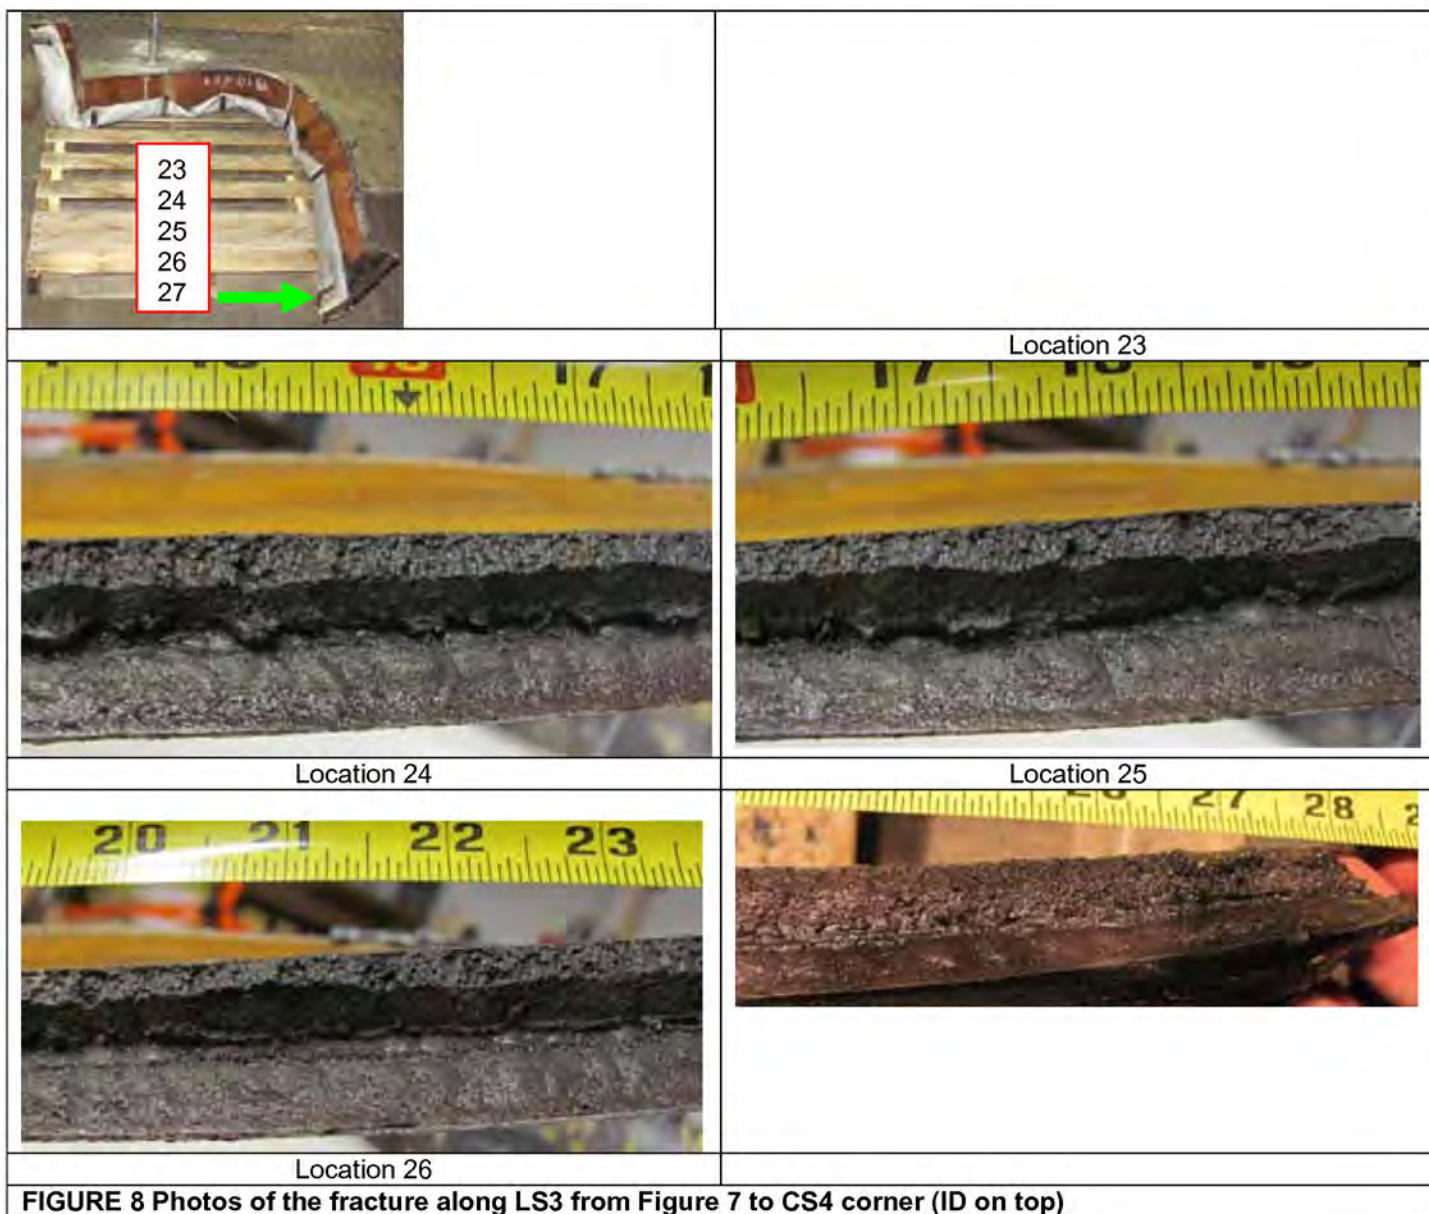 23
24
25
26
27
Location 23
17
Location 24
Location 25
20 21 22 23
27 28
Location 26
FIGURE 8 Photos of the fracture along LS3 from Figure 7 to CS4 corner (ID on top)